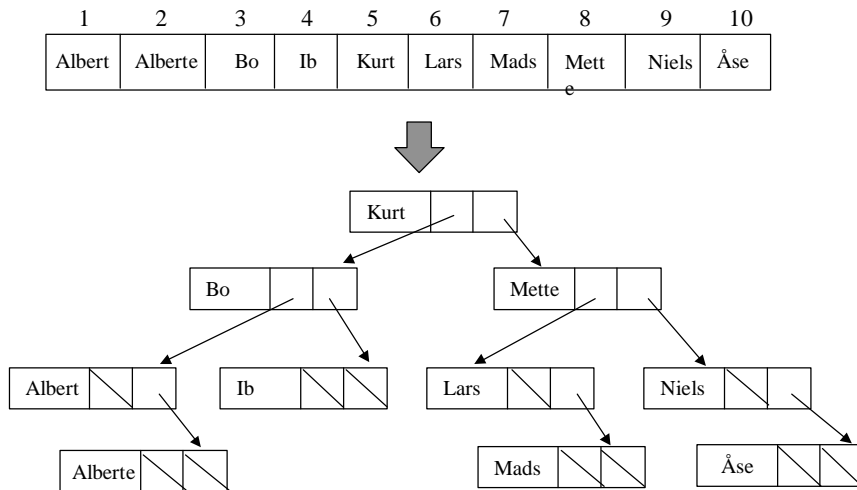 1 2 3 4 5 6 7 8 9 10
Albert Alberte Bo Ib Kurt Lars Mads Mett Niels Åse
e
Kurt
Bo Mette
Albert Ib Lars Niels
Alberte Mads Åse